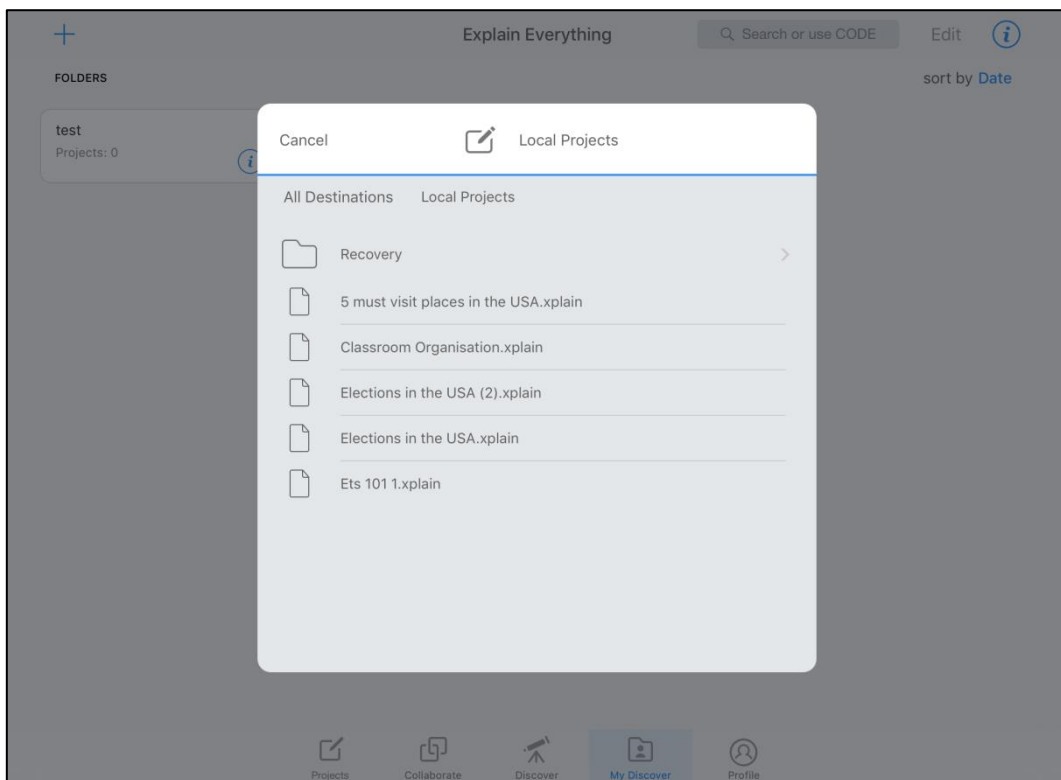 Explain Everything
Search or use CODE
Edit
i
FOLDERS
sort by Date
test
Projects: 0
i
Cancel
Local Projects
All Destinations
Local Projects
Recovery
5 must visit places in the USA.xplain
Classroom Organisation.xplain
Elections in the USA (2).xplain
Elections in the USA.xplain
Ets 101 1.xplain
Projects
Collaborate
Discover
My Discover
Profile